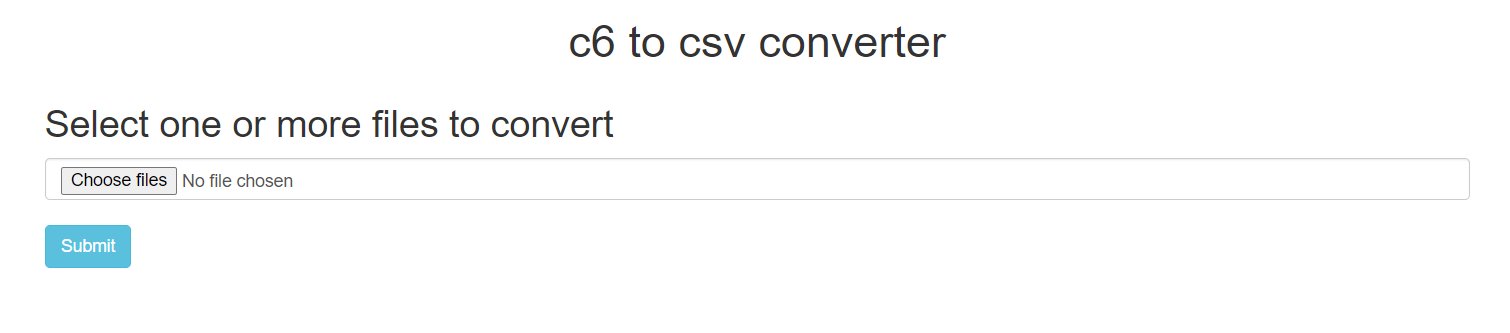 c6 to csv converter
Select one or more files to convert
Choose files No file chosen
Submit